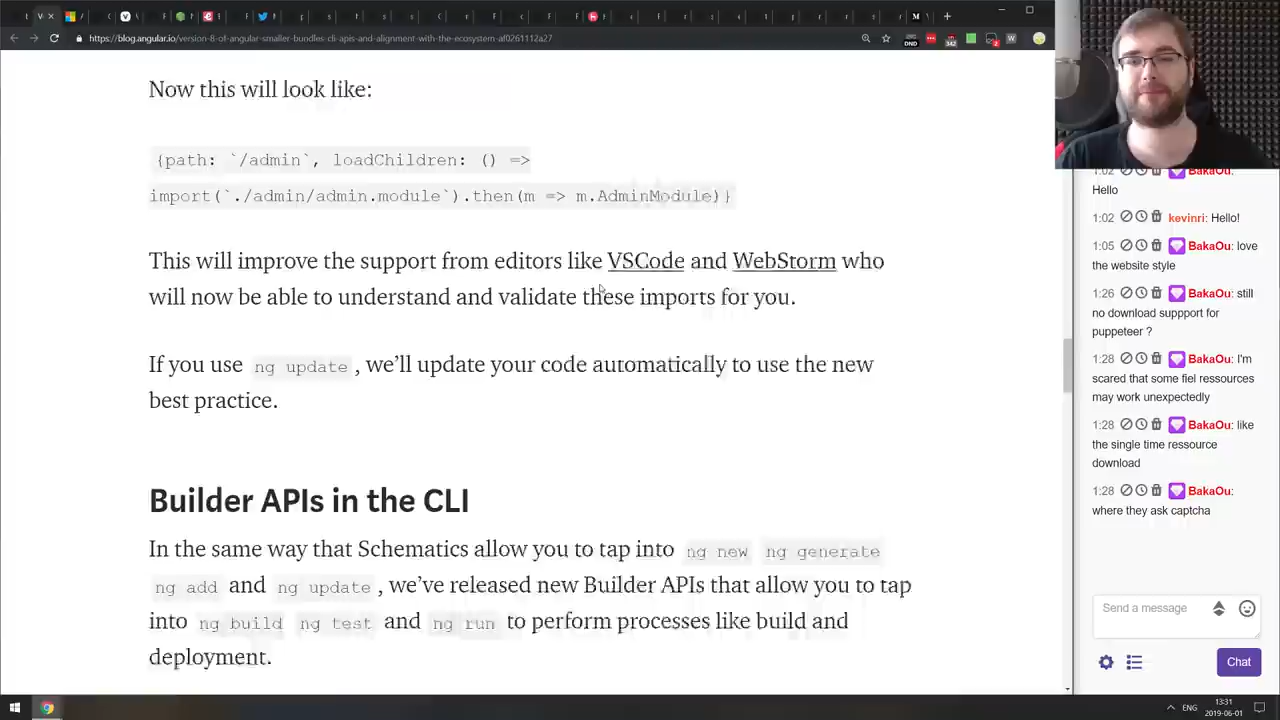 https://blog.angular.io/version-8-of-angular-smaller-bundles-cli-apis-and-alignment-with-the-ecosystem-af0261112a27
Now this will look like:
{path: `/admin`, loadChildren: () =>
import(`./admin/admin.module`).then(m => m.AdminModule)}
This will improve the support from editors like VSCode and WebStorm who
will now be able to understand and validate these imports for you.
If you use ng update, we’ll update your code automatically to use the new
best practice.
Builder APIs in the CLI
In the same way that Schematics allow you to tap into ng new ng generate
ng add and ng update, we’ve released new Builder APIs that allow you to tap
into ng build ng test and ng run to perform processes like build and
deployment.
1:02 BakaOu:
Hello
1:02 kevinri: Hello!
1:05 BakaOu: love
the website style
1:26 BakaOu: still
no download suppport for
puppeteer ?
1:28 BakaOu: I'm
scared that some fiel ressources
may work unexpectedly
1:28 BakaOu: like
the single time ressource
download
1:28 BakaOu:
where they ask captcha
Send a message
Chat
ENG
13:31
2019-06-01